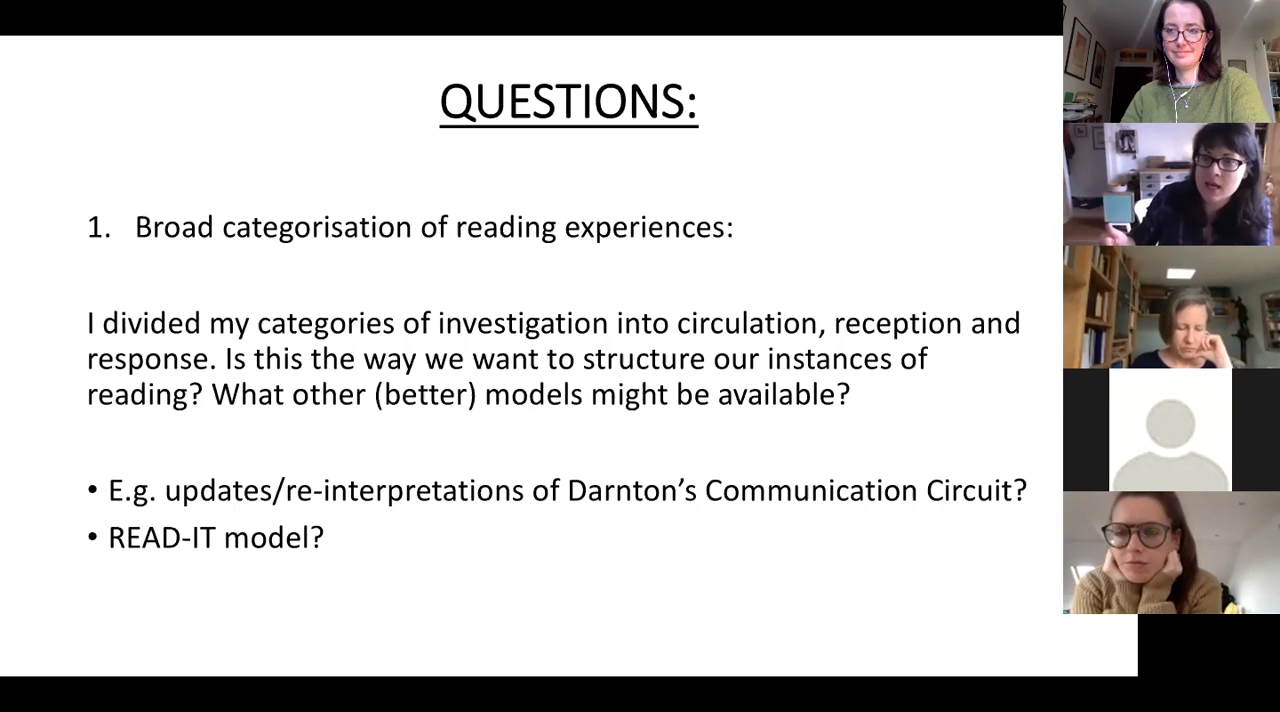 QUESTIONS:
1. Broad categorisation of reading experiences:
I divided my categories of investigation into circulation, reception and
response. Is this the way we want to structure our instances of
reading? What other (better) models might be available?
• E.g. updates/re-interpretations of Darnton’s Communication Circuit?
• READ-IT model?